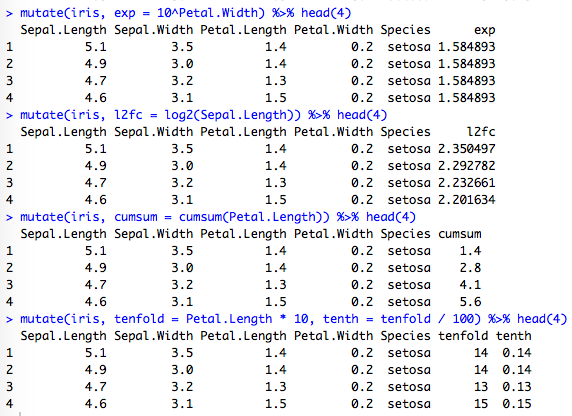 > mutate(iris, exp = 10^Petal.Width) %>% head(4)
  Sepal.Length Sepal.Width Petal.Length Petal.Width Species      exp
1          5.1         3.5          1.4         0.2  setosa 1.584893
2          4.9         3.0          1.4         0.2  setosa 1.584893
3          4.7         3.2          1.3         0.2  setosa 1.584893
4          4.6         3.1          1.5         0.2  setosa 1.584893
> mutate(iris, l2fc = log2(Sepal.Length)) %>% head(4)
  Sepal.Length Sepal.Width Petal.Length Petal.Width Species     l2fc
1          5.1         3.5          1.4         0.2  setosa 2.350497
2          4.9         3.0          1.4         0.2  setosa 2.292782
3          4.7         3.2          1.3         0.2  setosa 2.232661
4          4.6         3.1          1.5         0.2  setosa 2.201634
> mutate(iris, cumsum = cumsum(Petal.Length)) %>% head(4)
  Sepal.Length Sepal.Width Petal.Length Petal.Width Species cumsum
1          5.1         3.5          1.4         0.2  setosa    1.4
2          4.9         3.0          1.4         0.2  setosa    2.8
3          4.7         3.2          1.3         0.2  setosa    4.1
4          4.6         3.1          1.5         0.2  setosa    5.6
> mutate(iris, tenfold = Petal.Length * 10, tenth = tenfold / 100) %>% head(4)
  Sepal.Length Sepal.Width Petal.Length Petal.Width Species tenfold tenth
1          5.1         3.5          1.4         0.2  setosa      14  0.14
2          4.9         3.0          1.4         0.2  setosa      14  0.14
3          4.7         3.2          1.3         0.2  setosa      13  0.13
4          4.6         3.1          1.5         0.2  setosa      15  0.15